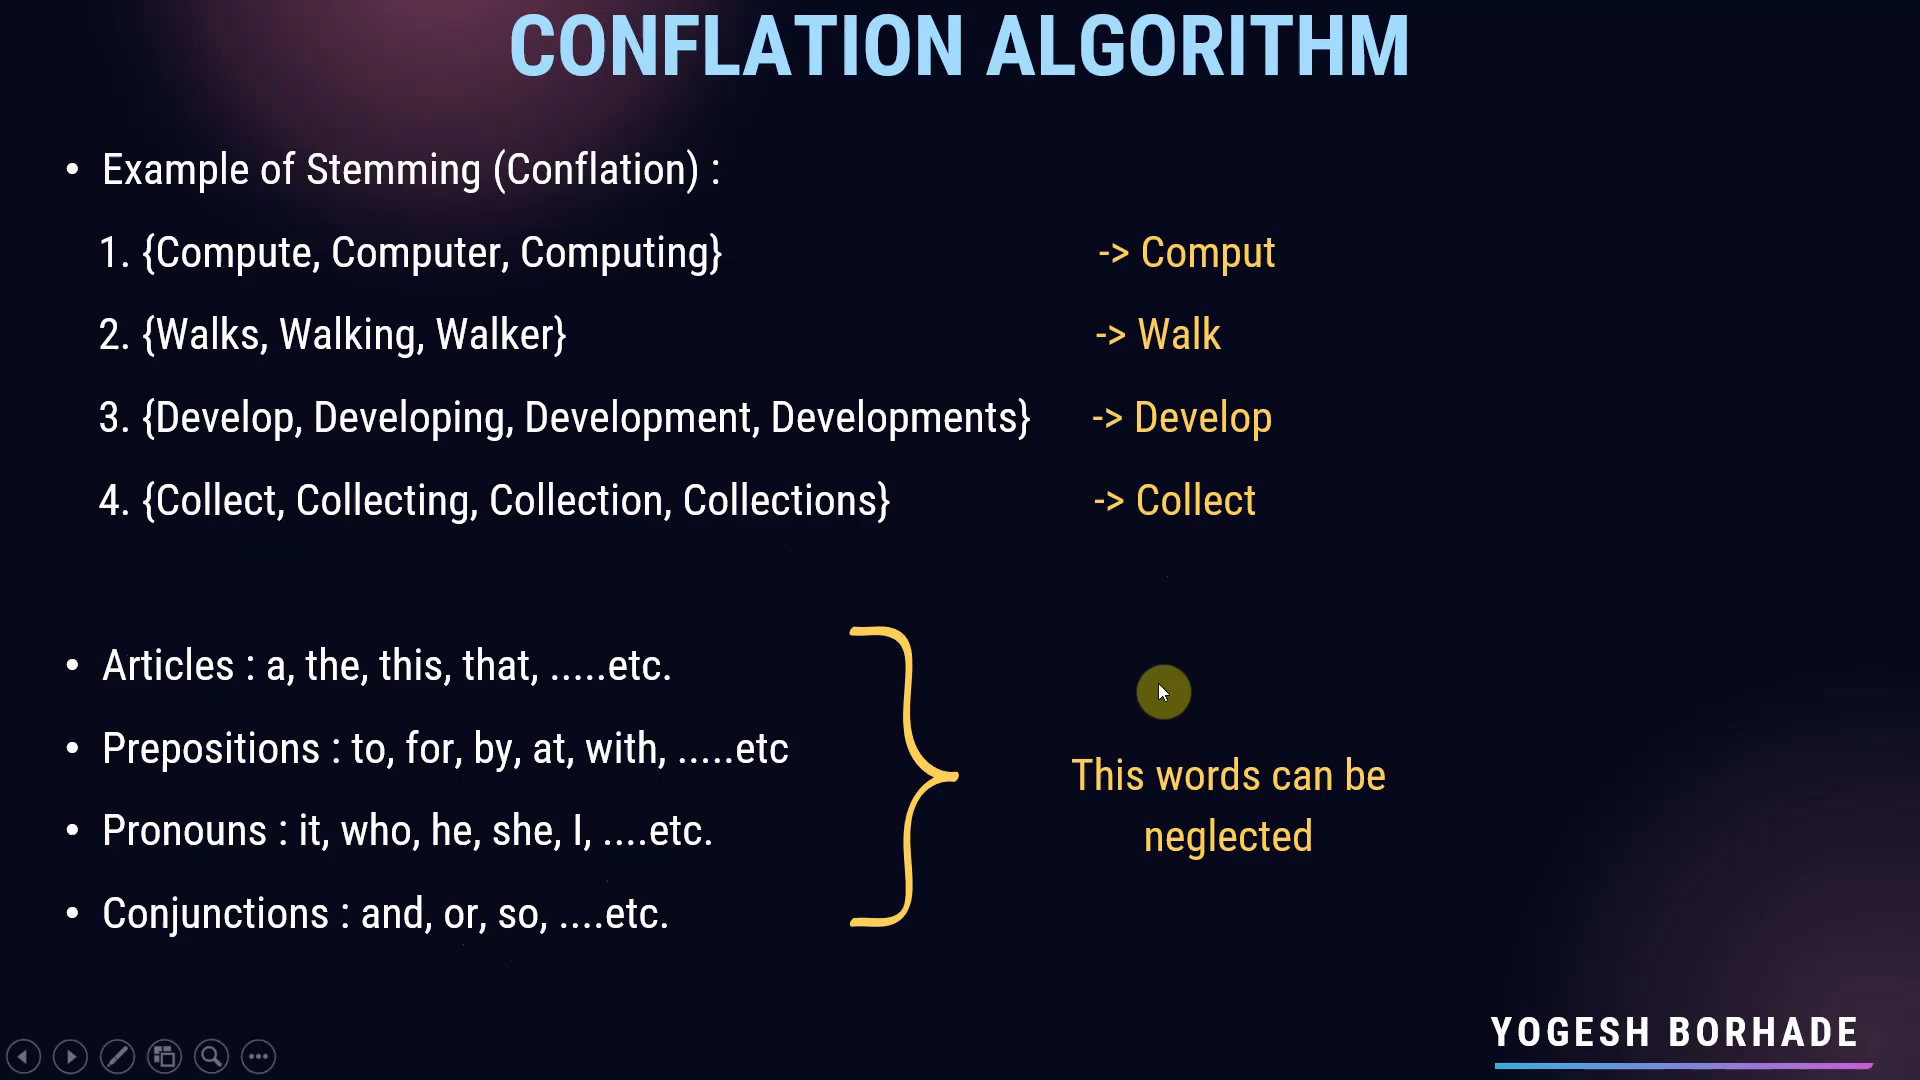 CONFLATION ALGORITHM
• Example of Stemming (Conflation) :
1. {Compute, Computer, Computing} -> Comput
2. {Walks, Walking, Walker} -> Walk
3. {Develop, Developing, Development, Developments} -> Develop
4. {Collect, Collecting, Collection, Collections} -> Collect
• Articles : a, the, this, that, .....etc.
• Prepositions : to, for, by, at, with, .....etc
• Pronouns : it, who, he, she, I, ....etc.
• Conjunctions : and, or, so, ....etc.
This words can be
neglected
YOGESH BORHADE